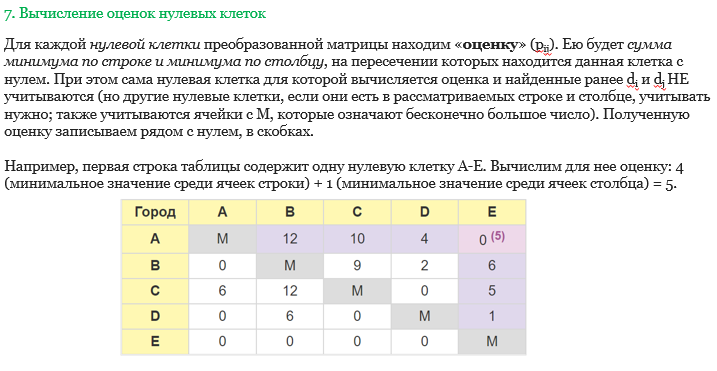 7. Вычисление оценок нулевых клеток
Для каждой нулевой клетки преобразованной матрицы находим «оценку» (pij). Ею будет сумма
минимума по строке и минимума по столбцу, на пересечении которых находится данная клетка с
нулем. При этом сама нулевая клетка для которой вычисляется оценка и найденные ранее di и dj НЕ
учитываются (но другие нулевые клетки, если они есть в рассматриваемых строке и столбце, учитывать
нужно; также учитываются ячейки с М, которые означают бесконечно большое число). Полученную
оценку записываем рядом с нулем, в скобках.
Например, первая строка таблицы содержит одну нулевую клетку А-Е. Вычислим для нее оценку: 4
(минимальное значение среди ячеек строки) + 1 (минимальное значение среди ячеек столбца) = 5.
Город A B C D E
A M 12 10 4 0 (5)
B 0 M 9 2 6
C 6 12 M 0 5
D 0 6 0 M 1
E 0 0 0 0 M